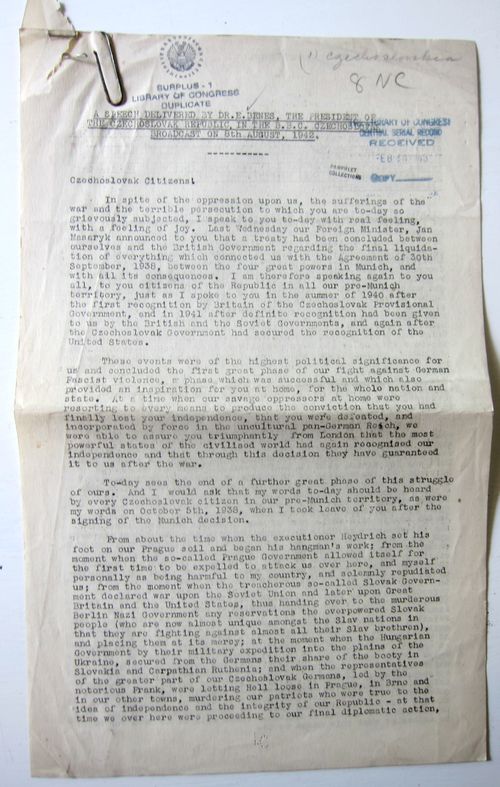 (1) Czechoslovakia
8 NC
SURPLUS - 1
LIBRARY OF CONGRESS
DUPLICATE
A SPEECH DELIVERED BY DR.E.BENES, THE PRESIDENT OF
THE CZECHOSLOVAK REPUBLIC, IN THE B.B.C. CZECHOSLOVAK
BROADCAST ON 8th AUGUST, 1942.
LIBRARY OF CONGRESS
CENTRAL SERIAL RECORD
RECEIVED
FEB
PAMPHLET
COLLECTIONS
COPY
Czechoslovak Citizens!
In spite of the oppression upon us, the sufferings of the
war and the terrible persecution to which you are to-day so
grievously subjected, I speak to you to-day with real feeling,
with a feeling of joy. Last Wednesday our Foreign Minister, Jan
Masaryk announced to you that a treaty had been concluded between
ourselves and the British Government regarding the final liquida-
tion of everything which connected us with the Agreement of 30th
September, 1938, between the four great powers in Munich, and
with all its consequences. I am therefore speaking again to you
all, to you citizens of the Republic in all our pre-Munich
territory, just as I spoke to you in the summer of 1940 after
the first recognition by Britain of the Czechoslovak Provisional
Government, and in 1941 after definite recognition had been given
to us by the British and the Soviet Governments, and again after
the Czechoslovak Government had secured the recognition of the
United States.
These events were of the highest political significance for
us and concluded the first great phase of our fight against German
Fascist violence, a phase which was successful and which also
provided an inspiration for you at home, for the whole nation and
state. At a time when our savage oppressors at home were
resorting to every means to produce the conviction that you had
finally lost your independence, that you were defeated, and
incorporated by force in the uncultural pan-German Reich, we
were able to assure you triumphantly from London that the most
powerful states of the civilised world had again recognised our
independence and that through this decision they have guaranteed
it to us after the war.
To-day sees the end of a further great phase of this struggle
of ours. And I would ask that my words to-day should be heard
by every Czechoslovak citizen in our pre-Munich territory, as were
my words on October 5th, 1938, when I took leave of you after the
signing of the Munich decision.
From about the time when the executioner Heydrich set his
foot on our Prague soil and began his hangman's work; from the
moment when the so-called Prague Government allowed itself for
the first time to be expelled to attack us over here, and myself
personally as being harmful to my country, and solemnly repudiated
us; from the moment when the treacherous so-called Slovak Govern-
ment declared war upon the Soviet Union and later upon Great
Britain and the United States, thus handing over to the murderous
Berlin Nazi Government any reservations the overpowered Slovak
people (who are now almost unique amongst the Slav nations in
that they are fighting against almost all their Slav brethren),
and placing them at its mercy; at the moment when the Hungarian
Government by their military expedition into the plains of the
Ukraine, secured from the Germans their share of the booty in
Slovakia and Carpathian Ruthenia; and when the representatives
of the greater part of our Czechoslovak Germans, led by the
notorious Frank, were letting Hell loose in Prague, in Brno and
in our other towns, murdering our patriots who were true to the
idea of independence and the integrity of our Republic - at that
time we over here were proceeding to our final diplomatic action,